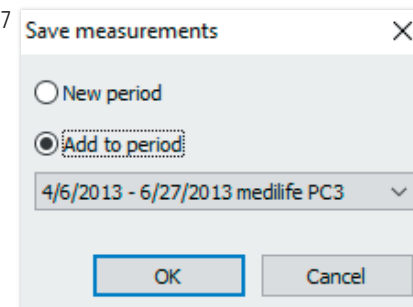 7
Save measurements
New period
Add to period
4/6/2013 - 6/27/2013 medilife PC3
OK Cancel